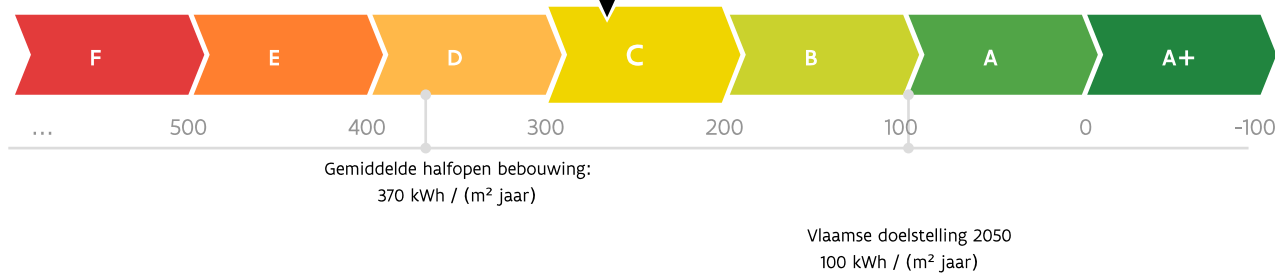 F E D C B A A+
... 500 400 300 200 100 0 -100
Gemiddelde halfopen bebouwing:
370 kWh / (m² jaar)
Vlaamse doelstelling 2050
100 kWh / (m² jaar)